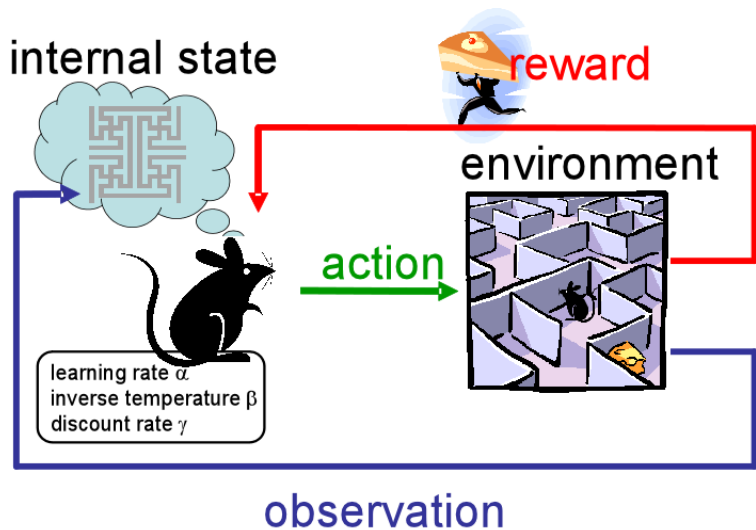 internal state
reward
environment
action
learning rate α
inverse temperature β
discount rate γ
observation